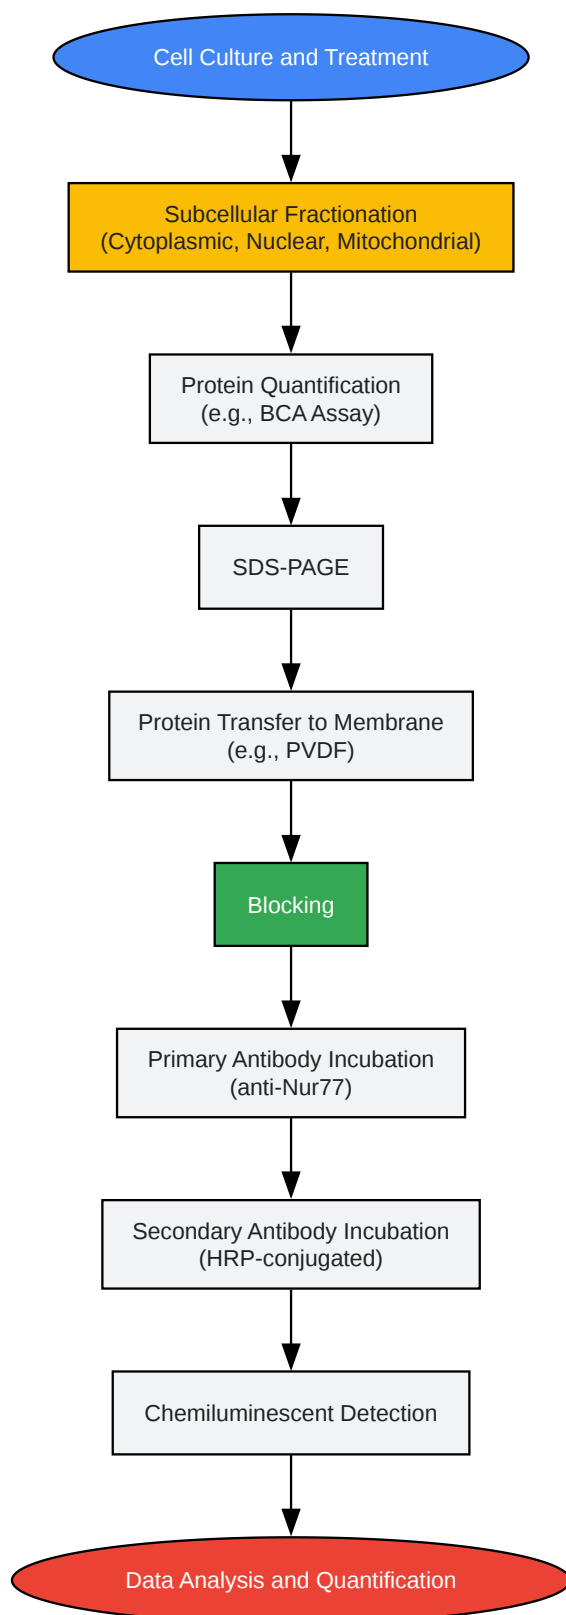 Cell Culture and Treatment
Subcellular Fractionation
(Cytoplasmic, Nuclear, Mitochondrial)
Protein Quantification
(e.g., BCA Assay)
SDS-PAGE
Protein Transfer to Membrane
(e.g., PVDF)
Blocking
Primary Antibody Incubation
(anti-Nur77)
Secondary Antibody Incubation
(HRP-conjugated)
Chemiluminescent Detection
Data Analysis and Quantification